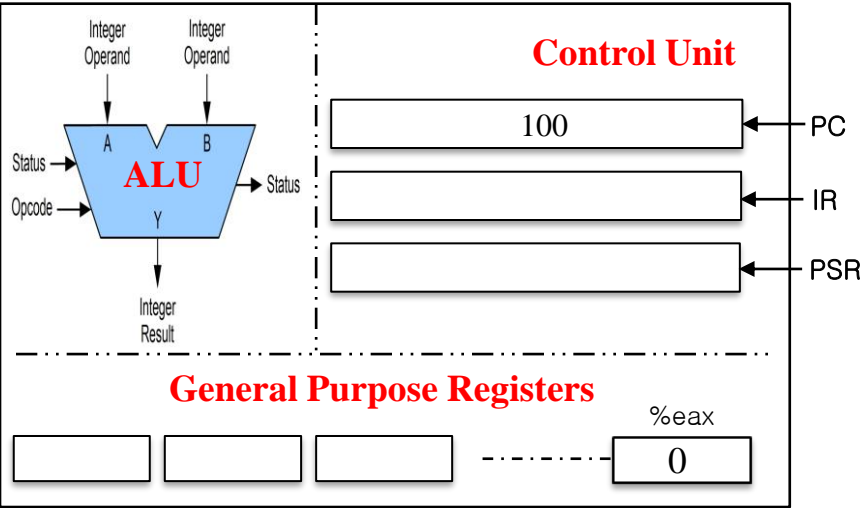 Integer
Operand
Integer
Operand
A
B
Status
ALU
Status
Opcode
Y
Integer
Result
Control Unit
100
PC
IR
PSR
General Purpose Registers
%eax
0